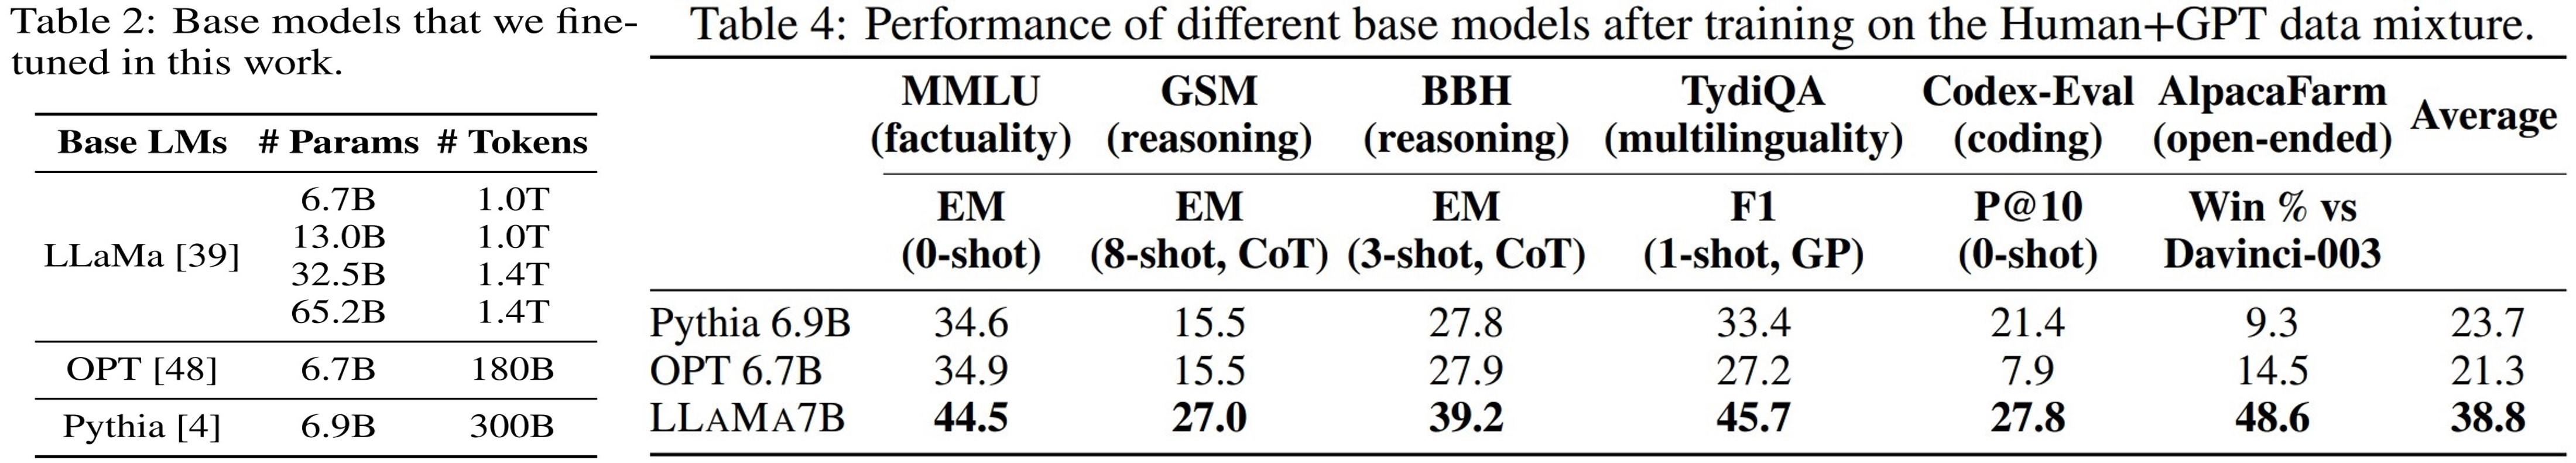 Table 2: Base models that we fine-
tuned in this work.
Base LMs # Params # Tokens
LLaMa [39]
6.7B 1.0T
13.0B 1.0T
32.5B 1.4T
65.2B 1.4T
OPT [48] 6.7B 180B
Pythia [4] 6.9B 300B
Table 4: Performance of different base models after training on the Human+GPT data mixture.
MMLU GSM BBH TydiQA Codex-Eval AlpacaFarm Average
(factuality) (reasoning) (reasoning) (multilinguality) (coding) (open-ended)
EM EM EM F1 P@10 Win % vs
(0-shot) (8-shot, CoT) (3-shot, CoT) (1-shot, GP) (0-shot) Davinci-003
Pythia 6.9B 34.6 15.5 27.8 33.4 21.4 9.3 23.7
OPT 6.7B 34.9 15.5 27.9 27.2 7.9 14.5 21.3
LLAMA7B 44.5 27.0 39.2 45.7 27.8 48.6 38.8